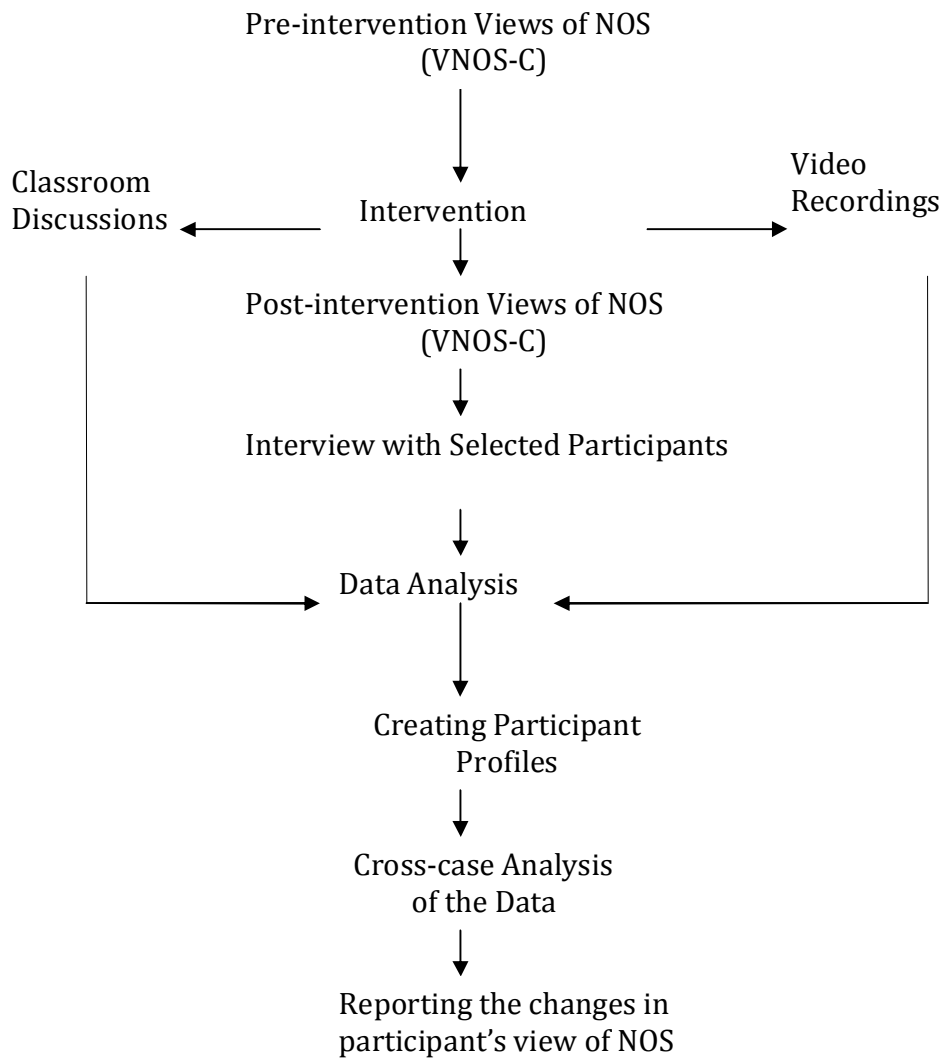 Pre-intervention Views of NOS
(VNOS-C)
Classroom
Discussions
Intervention
Video
Recordings
Post-intervention Views of NOS
(VNOS-C)
Interview with Selected Participants
Data Analysis
Creating Participant
Profiles
Cross-case Analysis
of the Data
Reporting the changes in
participant’s view of NOS